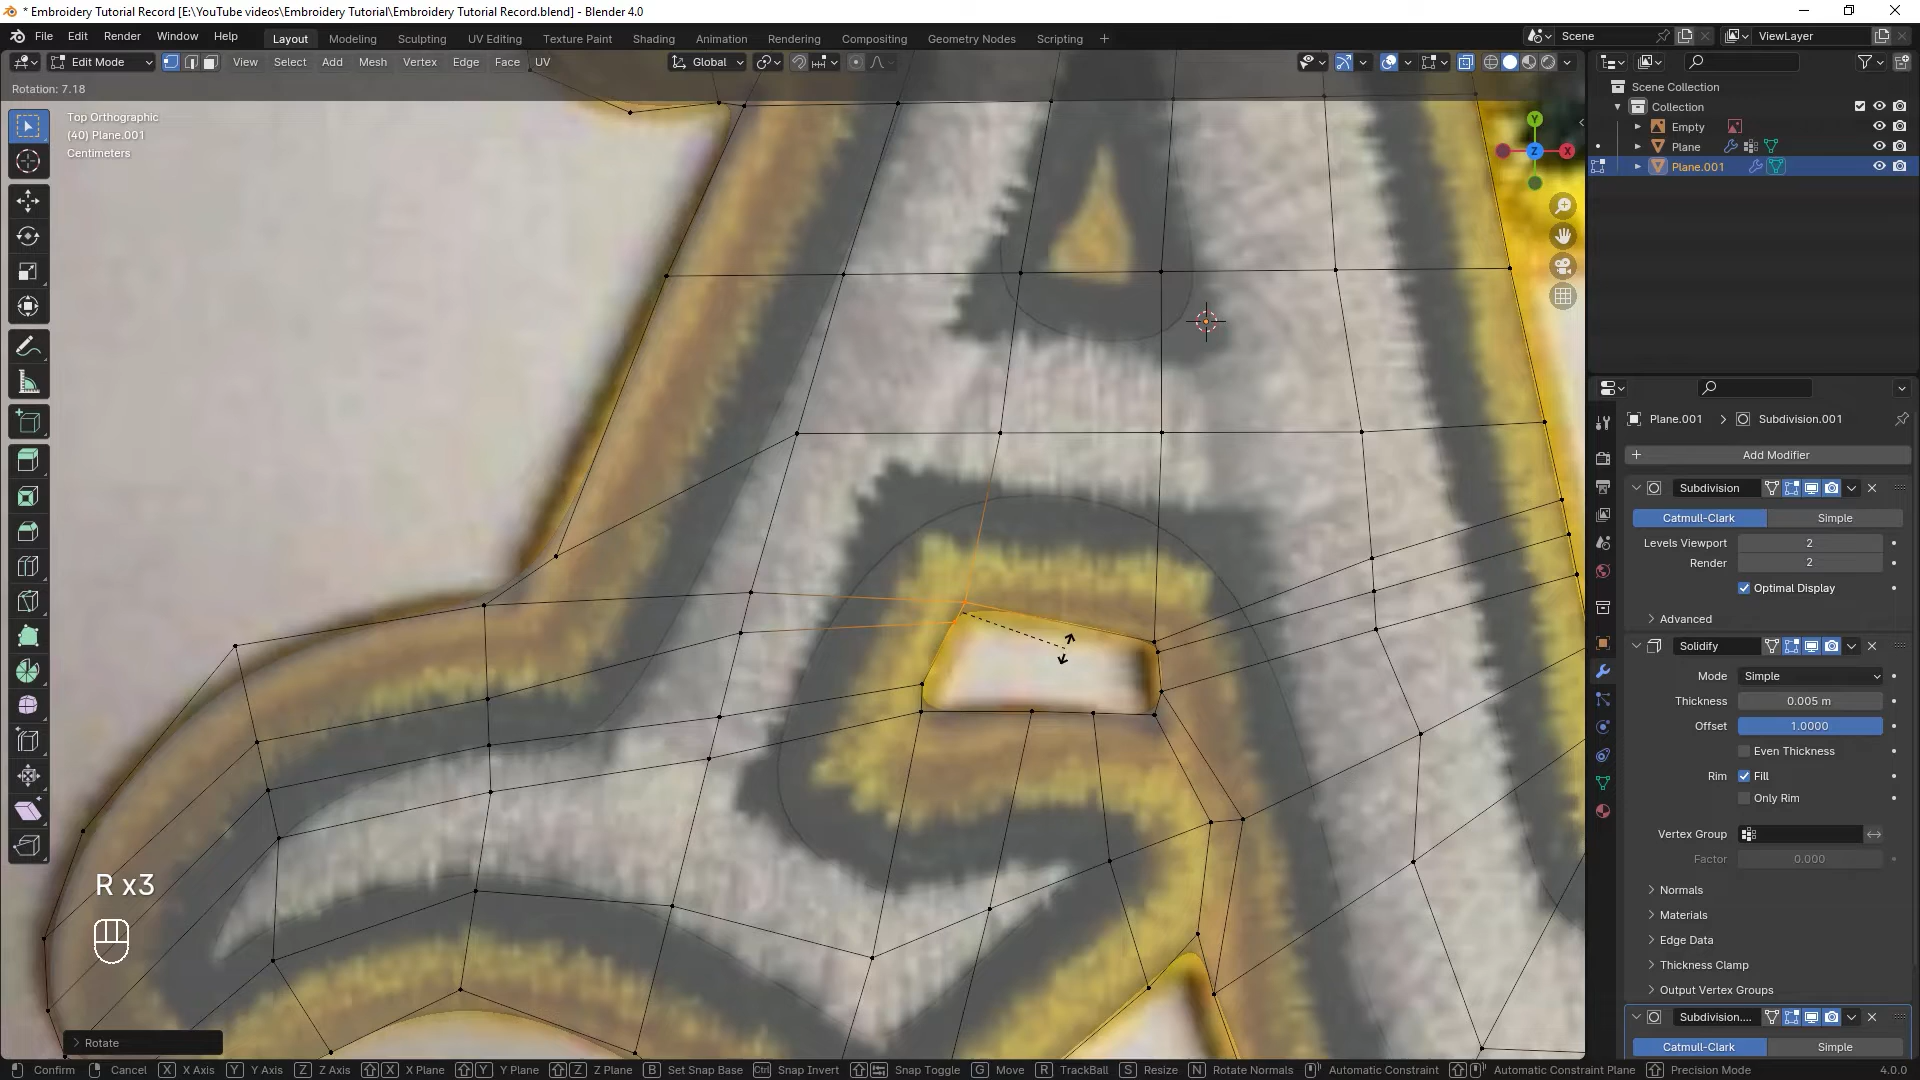 * Embroidery Tutorial Record [E:\YouTube videos\Embroidery Tutorial\Embroidery Tutorial Record.blend] - Blender 4.0
File Edit Render Window Help Layout Modeling Sculpting UV Editing Texture Paint Shading Animation Rendering Compositing Geometry Nodes Scripting + Scene ViewLayer
Edit Mode View Select Add Mesh Vertex Edge Face UV Global
Rotation: 7.18
Top Orthographic
(40) Plane.001
Centimeters
Y
Z
X
Scene Collection
Collection
Empty
Plane
Plane.001
Plane.001 > Subdivision.001
+ Add Modifier
Subdivision
Catmull-Clark Simple
Levels Viewport 2
Render 2
Optimal Display
Advanced
Solidify
Mode Simple
Thickness 0.005 m
Offset 1.0000
Even Thickness
Rim Fill
Only Rim
Vertex Group
Factor 0.000
Normals
Materials
Edge Data
Thickness Clamp
Output Vertex Groups
Subdivision....
Catmull-Clark Simple
R x3
Rotate
Confirm Cancel X X Axis Y Y Axis Z Z Axis X X Plane Y Y Plane Z Z Plane B Set Snap Base Ctrl Snap Invert Snap Toggle G Move R TrackBall S Resize N Rotate Normals Automatic Constraint Automatic Constraint Plane Precision Mode 4.0.0